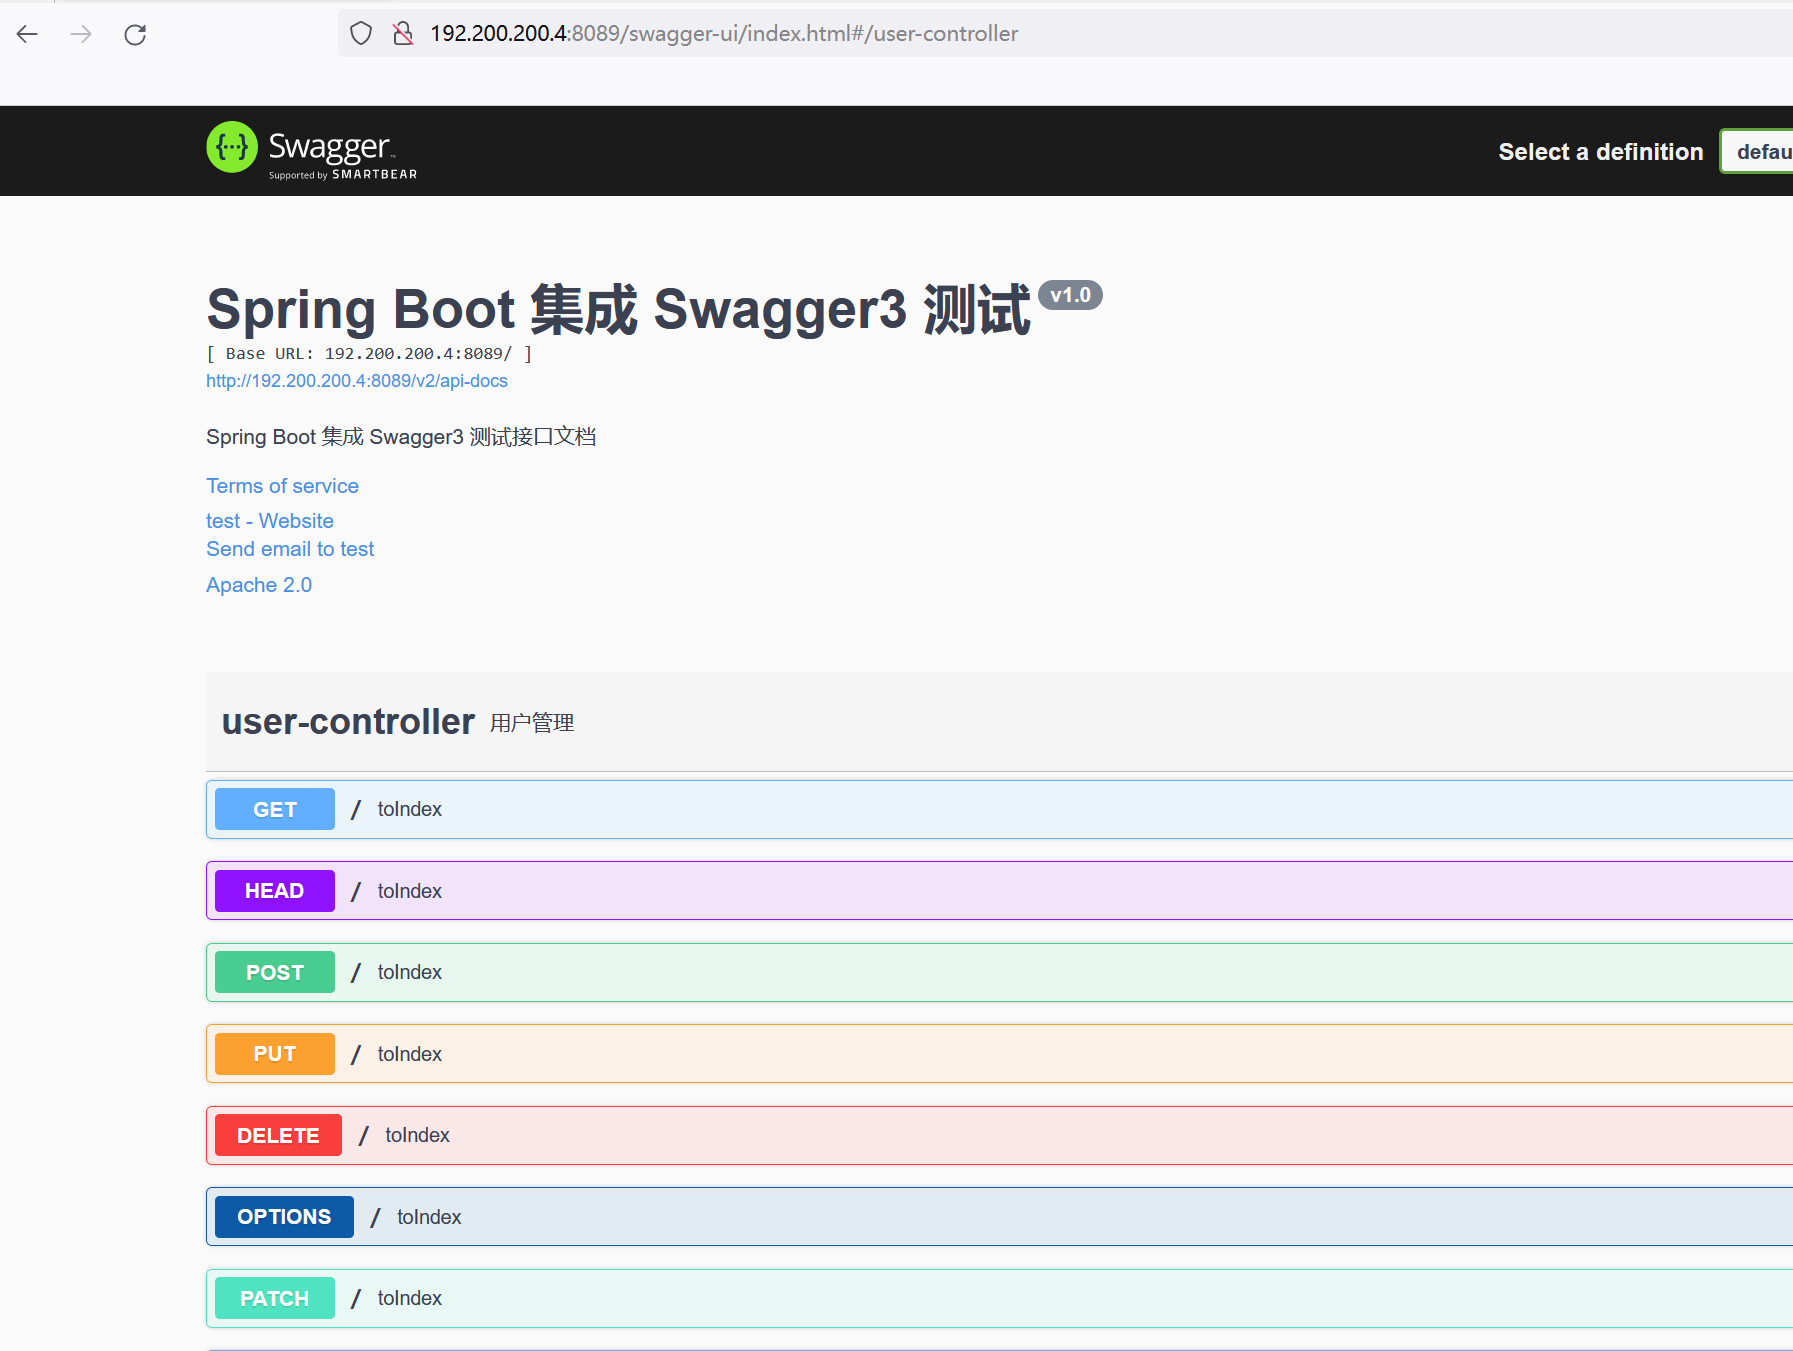 192.200.200.4:8089/swagger-ui/index.html#/user-controller
{···} Swagger™
Supported by SMARTBEAR
Select a definition defau
Spring Boot 集成 Swagger3 测试 v1.0
[ Base URL: 192.200.200.4:8089/ ]
http://192.200.200.4:8089/v2/api-docs
Spring Boot 集成 Swagger3 测试接口文档
Terms of service
test - Website
Send email to test
Apache 2.0
user-controller 用户管理
GET / toIndex
HEAD / toIndex
POST / toIndex
PUT / toIndex
DELETE / toIndex
OPTIONS / toIndex
PATCH / toIndex